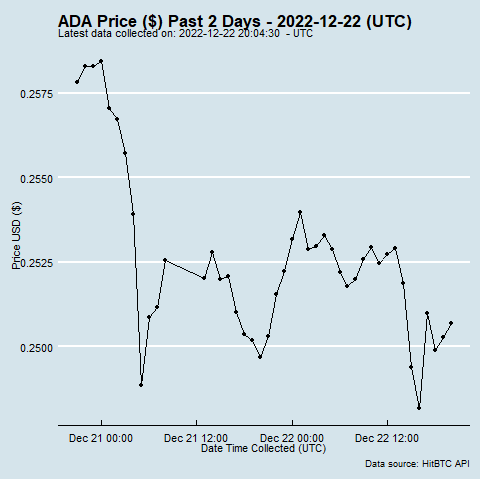 ADA Price ($) Past 2 Days - 2022-12-22 (UTC)
Latest data collected on: 2022-12-22 20:04:30  - UTC
0.2575
0.2550
0.2525
0.2500
Price USD ($)
Dec 21 00:00 Dec 21 12:00 Dec 22 00:00 Dec 22 12:00
Date Time Collected (UTC)
Data source: HitBTC API